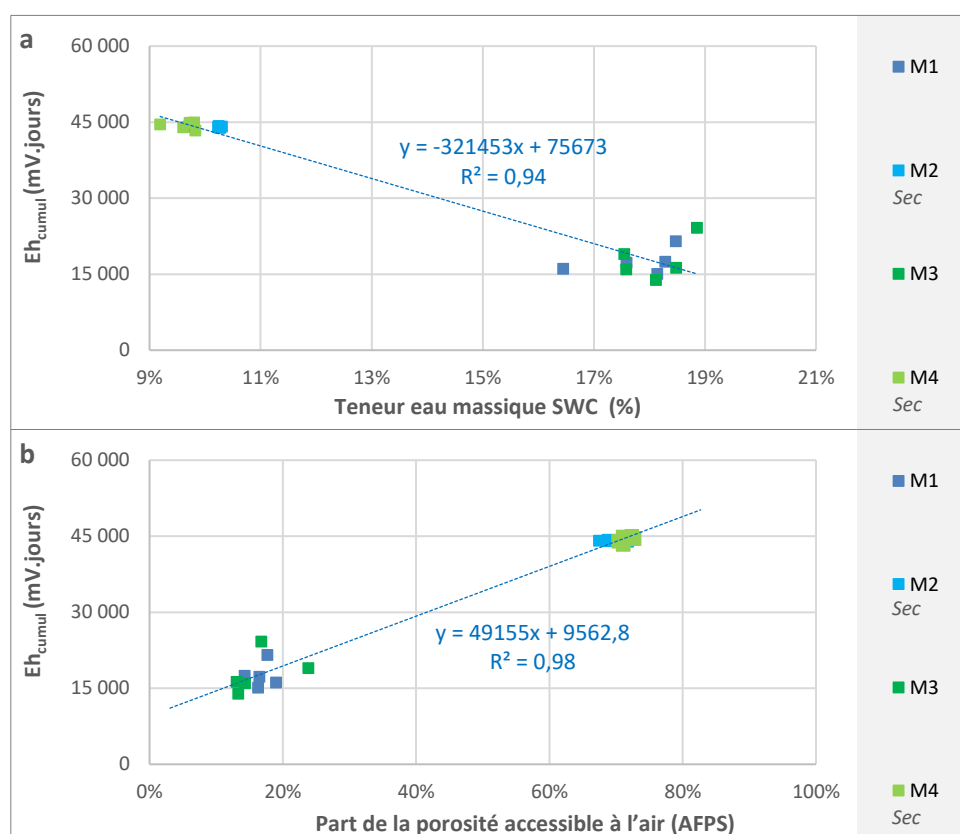 a
60 000
45 000
30 000
15 000
0
Eh cumul (mV.jours)
y = -321453x + 75673
R² = 0,94
9% 11% 13% 15% 17% 19% 21%
Teneur eau massique SWC (%)
M1
M2
Sec
M3
M4
Sec
b
60 000
45 000
30 000
15 000
0
Eh cumul (mV.jours)
y = 49155x + 9562,8
R² = 0,98
0% 20% 40% 60% 80% 100%
Part de la porosité accessible à l’air (AFPS)
M1
M2
Sec
M3
M4
Sec